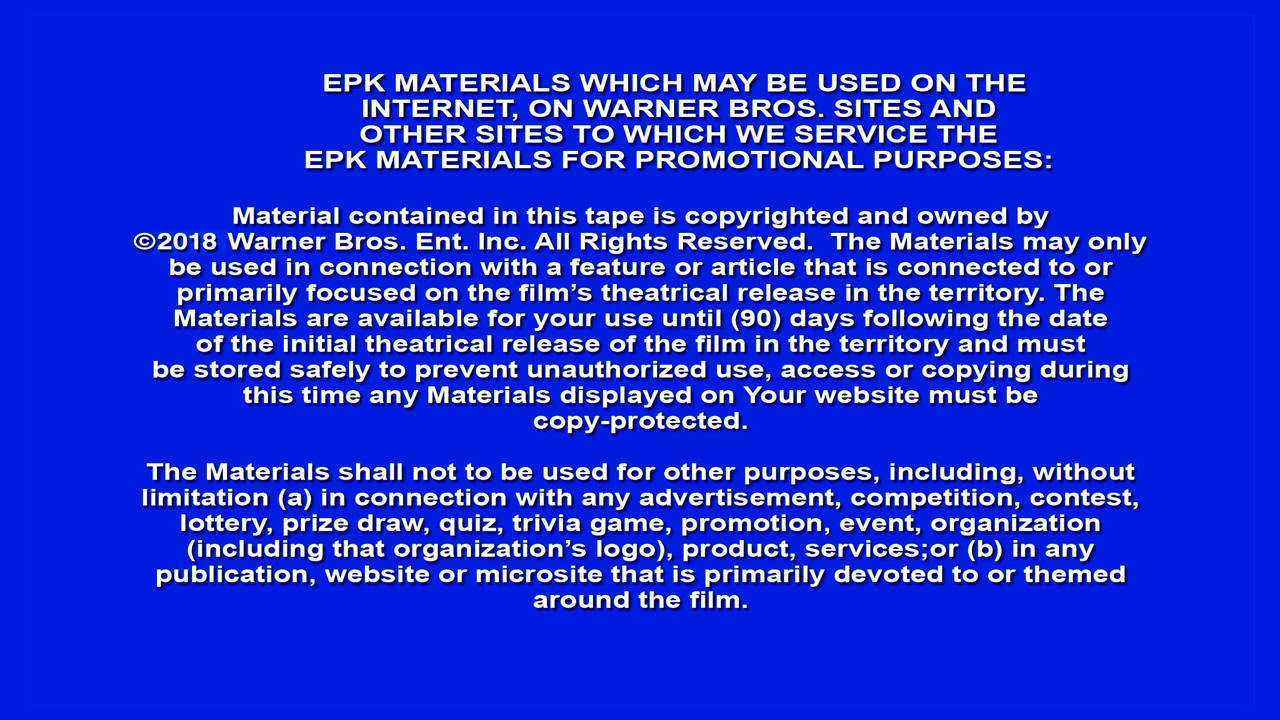 EPK MATERIALS WHICH MAY BE USED ON THE
INTERNET, ON WARNER BROS. SITES AND
OTHER SITES TO WHICH WE SERVICE THE
EPK MATERIALS FOR PROMOTIONAL PURPOSES:
Material contained in this tape is copyrighted and owned by
©2018 Warner Bros. Ent. Inc. All Rights Reserved.  The Materials may only
be used in connection with a feature or article that is connected to or
primarily focused on the film’s theatrical release in the territory. The
Materials are available for your use until (90) days following the date
of the initial theatrical release of the film in the territory and must
be stored safely to prevent unauthorized use, access or copying during
this time any Materials displayed on Your website must be
copy-protected.
The Materials shall not to be used for other purposes, including, without
limitation (a) in connection with any advertisement, competition, contest,
lottery, prize draw, quiz, trivia game, promotion, event, organization
(including that organization’s logo), product, services;or (b) in any
publication, website or microsite that is primarily devoted to or themed
around the film.